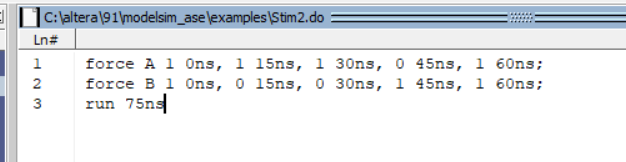 C:\altera\91\modelsim_ase\examples\Stim2.do
Ln#
1 force A 1 0ns, 1 15ns, 1 30ns, 0 45ns, 1 60ns;
2 force B 1 0ns, 0 15ns, 0 30ns, 1 45ns, 1 60ns;
3 run 75ns